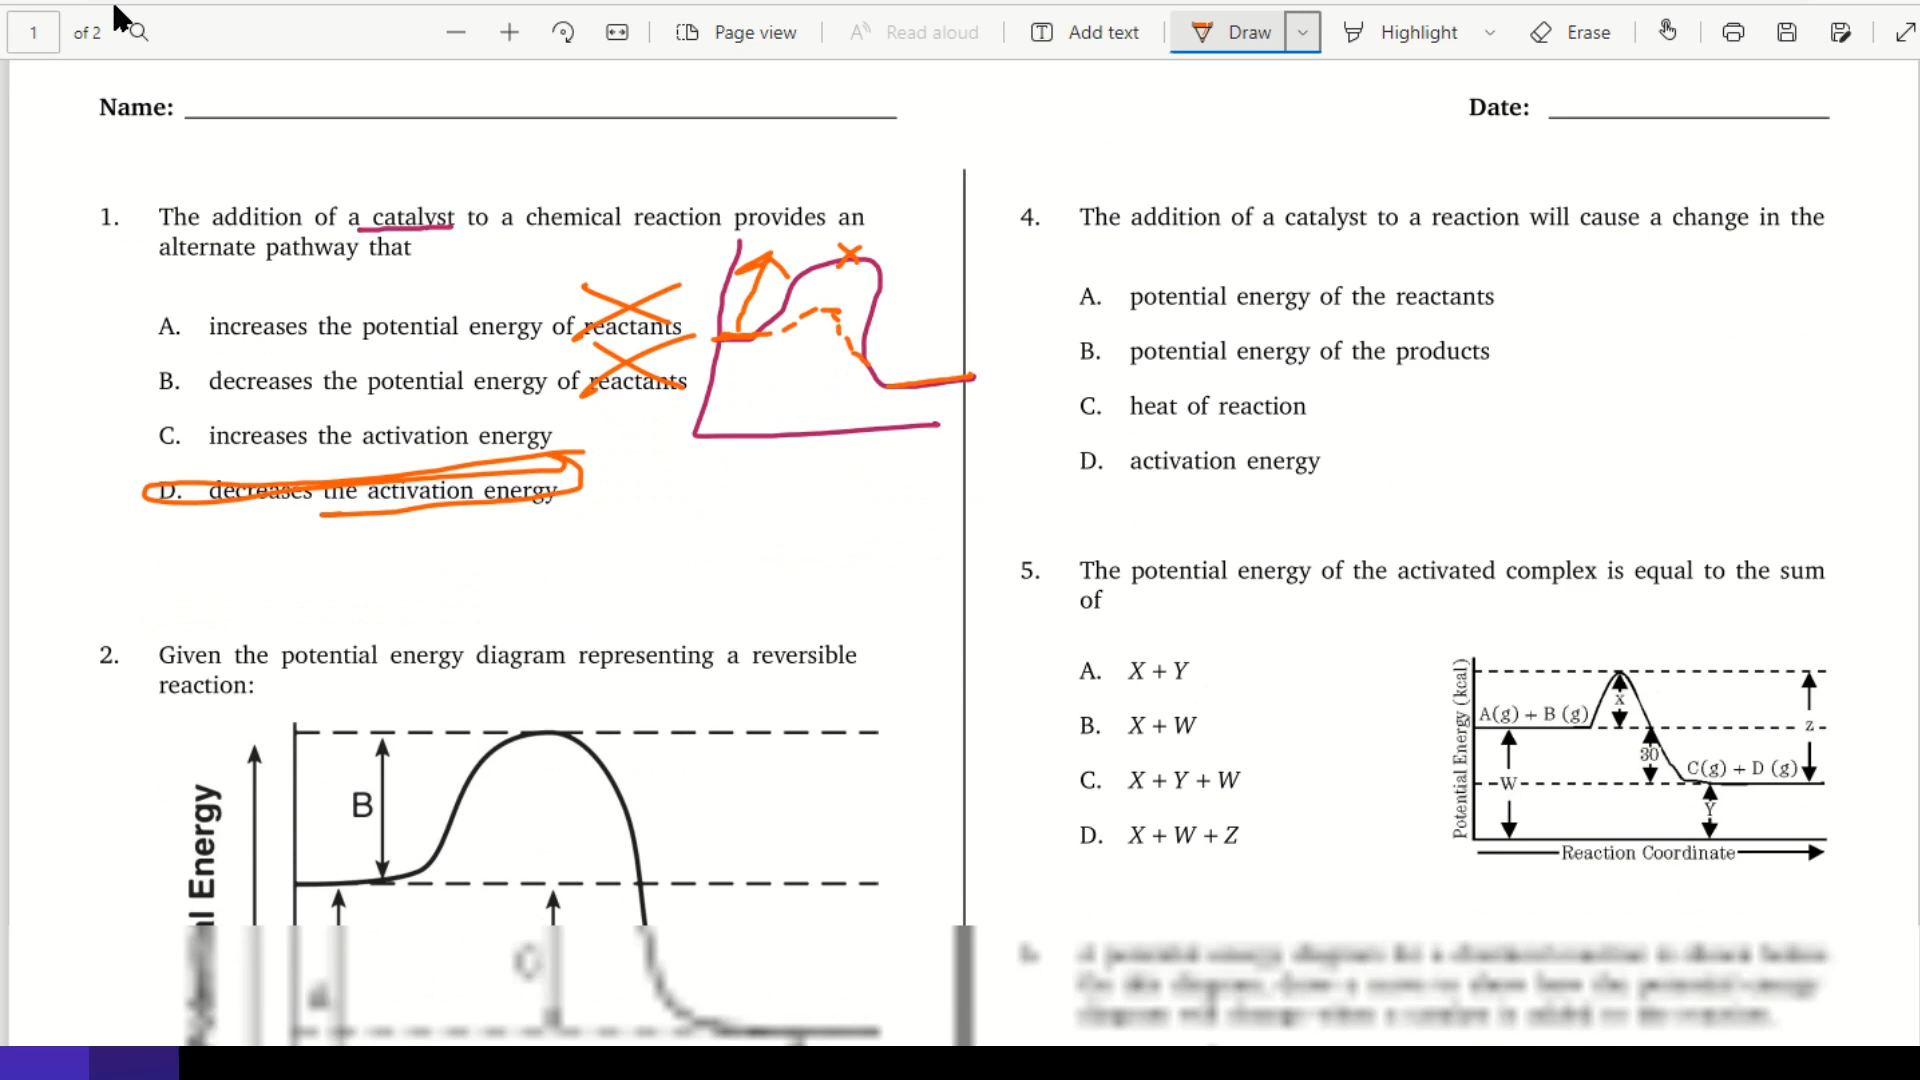 1 of 2 Page view Read aloud Add text Draw Highlight Erase
Name: Date:
1. The addition of a catalyst to a chemical reaction provides an
alternate pathway that
A. increases the potential energy of reactants
B. decreases the potential energy of reactants
C. increases the activation energy
D. decreases the activation energy
2. Given the potential energy diagram representing a reversible
reaction:
B
C
A
4. The addition of a catalyst to a reaction will cause a change in the
A. potential energy of the reactants
B. potential energy of the products
C. heat of reaction
D. activation energy
5. The potential energy of the activated complex is equal to the sum
of
A. X + Y
B. X + W
C. X + Y + W
D. X + W + Z
Potential Energy (kcal)
A(g) + B (g)
X
Z
30
C(g) + D (g)
W
Y
Reaction Coordinate